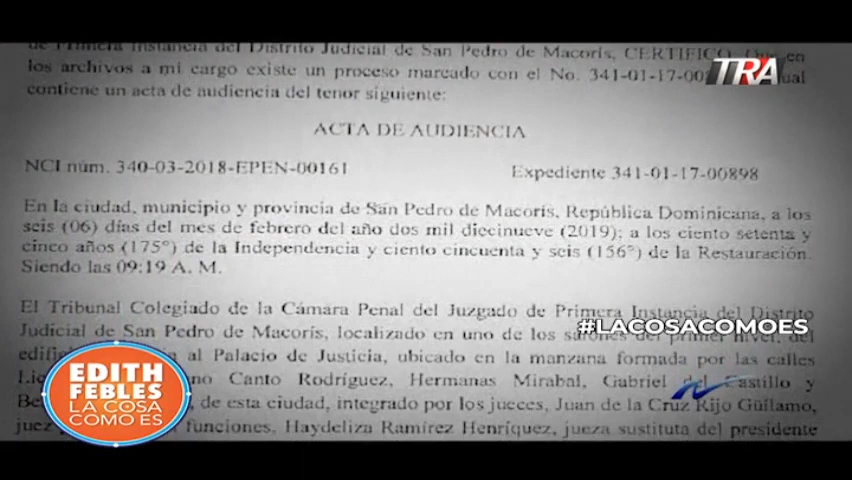 de Primera Instancia del Distrito Judicial de San Pedro de Macorís, CERTIFICO, Que en
los archivos a mi cargo existe un proceso marcado con el No. 341-01-17-00
contiene un acta de audiencia del tenor siguiente:
TRA
ACTA DE AUDIENCIA
NCI núm. 340-03-2018-EPEN-00161 Expediente 341-01-17-00898
En la ciudad, municipio y provincia de San Pedro de Macorís, República Dominicana, a los
seis (06) días del mes de febrero del año dos mil diecinueve (2019); a los ciento setenta y
cinco años (175°) de la Independencia y ciento cincuenta y seis (156°) de la Restauración.
Siendo las 09:19 A. M.
El Tribunal Colegiado de la Cámara Penal del Juzgado de Primera Instancia del Distrito
Judicial de San Pedro de Macorís, localizado en uno de los salones del primer nivel, del
al Palacio de Justicia, ubicado en la manzana formada por las calles
Canto Rodríguez, Hermanas Mirabal, Gabriel del Castillo y
de esta ciudad, integrado por los jueces, Juan de la Cruz Rijo Güilamo,
funciones, Haydeliza Ramírez Henríquez, jueza sustituta del presidente
#LACOSACOMOES
EDITH
FEBLES
LA COSA
COMO ES